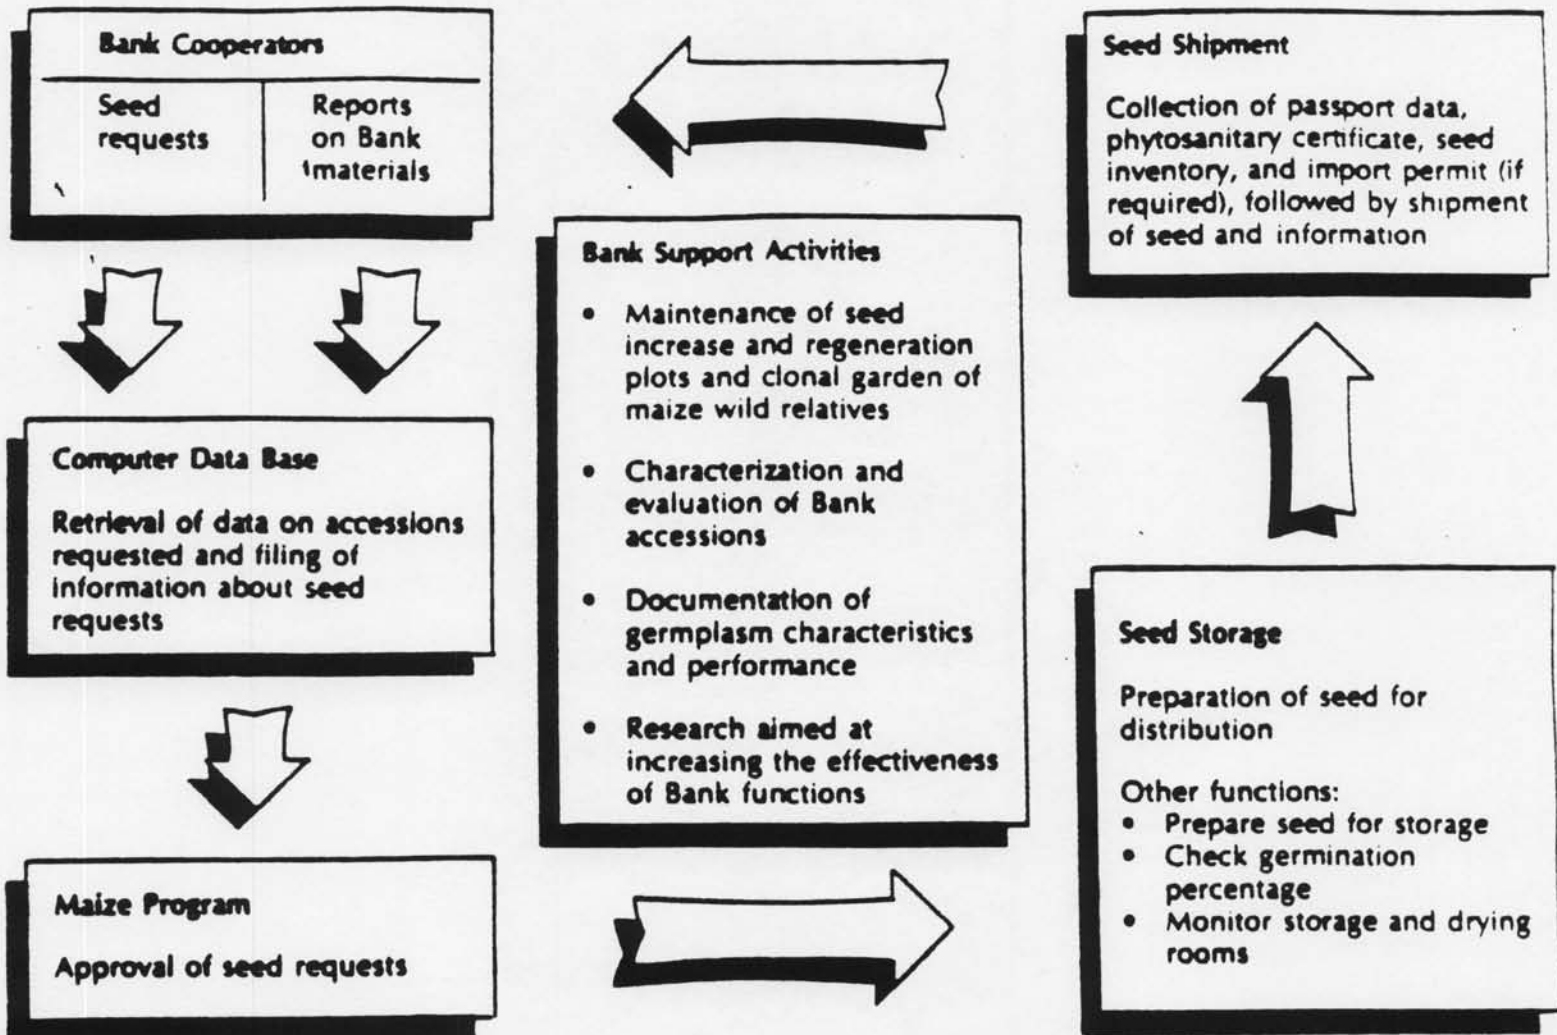 Bank Cooperators
Seed
requests
Reports
on Bank
materials
Computer Data Base
Retrieval of data on accessions
requested and filing of
information about seed
requests
Maize Program
Approval of seed requests
Bank Support Activities
• Maintenance of seed
increase and regeneration
plots and clonal garden of
maize wild relatives
• Characterization and
evaluation of Bank
accessions
• Documentation of
germplasm characteristics
and performance
• Research aimed at
increasing the effectiveness
of Bank functions
Seed Shipment
Collection of passport data,
phytosanitary certificate, seed
inventory, and import permit (if
required), followed by shipment
of seed and information
Seed Storage
Preparation of seed for
distribution
Other functions:
• Prepare seed for storage
• Check germination
percentage
• Monitor storage and drying
rooms